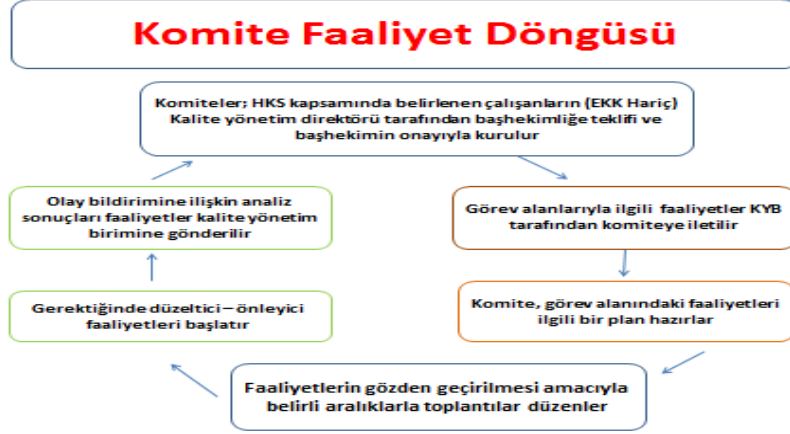 Komite Faaliyet Döngüsü
Komiteler; HKS kapsamında belirlenen çalışanların (EKK Hariç)
Kalite yönetim direktörü tarafından başhekimliğe teklifi ve
başhekimin onayıyla kurulur
Görev alanlarıyla ilgili faaliyetler KYB
tarafından komiteye iletilir
Komite, görev alanındaki faaliyetleri
ilgili bir plan hazırlar
Faaliyetlerin gözden geçirilmesi amacıyla
belirli aralıklarla toplantılar düzenler
Gerektiğinde düzeltici – önleyici
faaliyetleri başlatır
Olay bildirimine ilişkin analiz
sonuçları faaliyetler kalite yönetim
birimine gönderilir